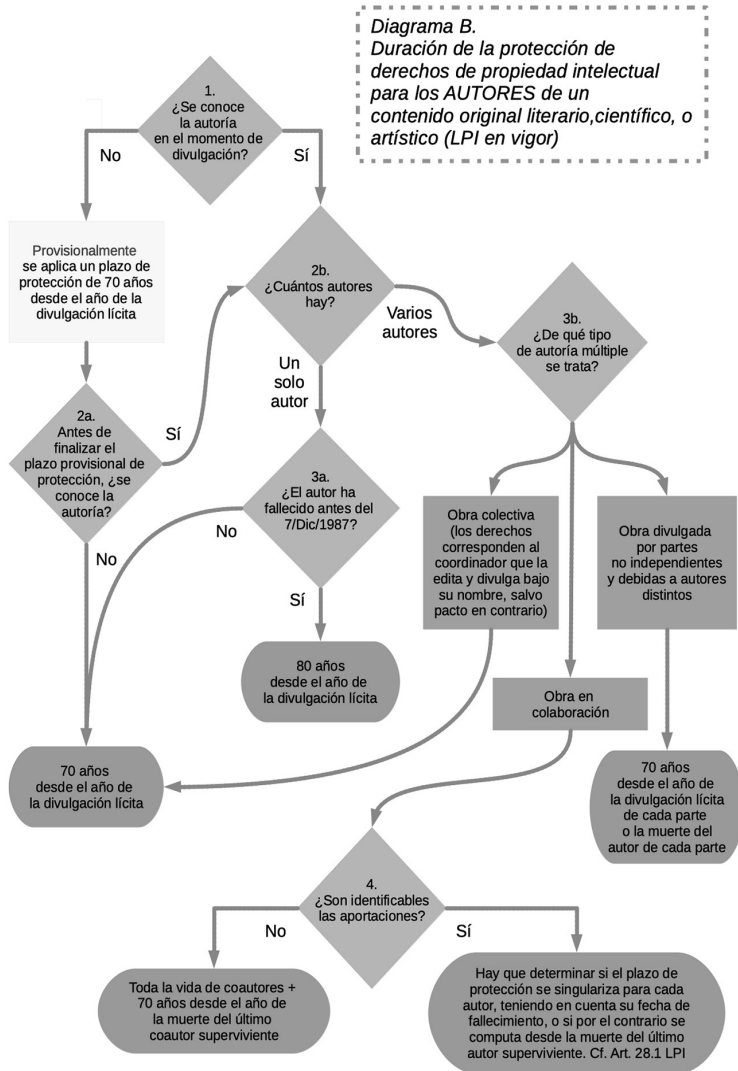 Diagrama B.
Duración de la protección de
derechos de propiedad intelectual
para los AUTORES de un
contenido original literario,científico, o
artístico (LPI en vigor)
1.
¿Se conoce
la autoría
en el momento de
divulgación?
No
Sí
Provisionalmente
se aplica un plazo de
protección de 70 años
desde el año de la
divulgación lícita
2b.
¿Cuántos autores
hay?
Varios
autores
3b.
¿De qué tipo
de autoría múltiple
se trata?
Un
solo
autor
2a.
Antes de
finalizar el
plazo provisional de
protección, ¿se
conoce la
autoría?
Sí
No
3a.
¿El autor ha
fallecido antes del
7/Dic/1987?
No
Sí
Obra colectiva
(los derechos
corresponden al
coordinador que la
edita y divulga bajo
su nombre, salvo
pacto en contrario)
Obra divulgada
por partes
no independientes
y debidas a autores
distintos
80 años
desde el año de
la divulgación lícita
Obra en
colaboración
70 años
desde el año de
la divulgación lícita
70 años
desde el año de
la divulgación lícita
de cada parte
o la muerte del
autor de cada parte
4.
¿Son identificables
las aportaciones?
No
Sí
Toda la vida de coautores +
70 años desde el año de
la muerte del último
coautor superviviente
Hay que determinar si el plazo de
protección se singulariza para cada
autor, teniendo en cuenta su fecha de
fallecimiento, o si por el contrario se
computa desde la muerte del último
autor superviviente. Cf. Art. 28.1 LPI